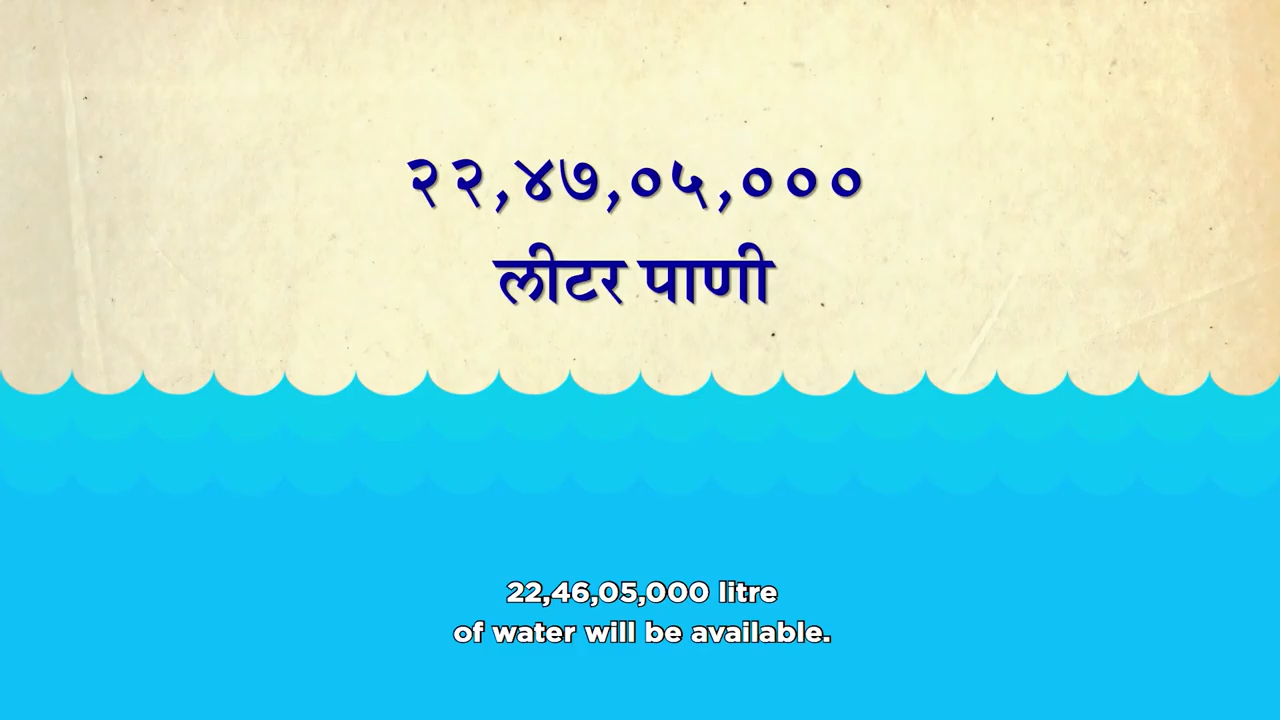 २२,४७,०५,०००
लीटर पाणी
22,46,05,000 litre
of water will be available.